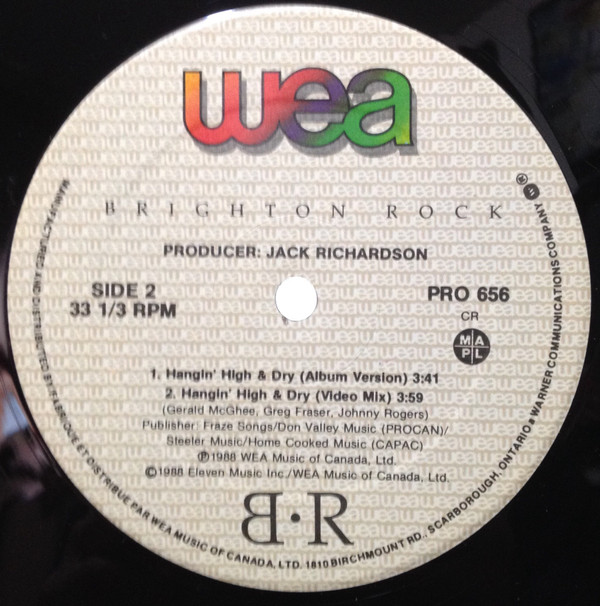 wea
BRIGHTON ROCK
PRODUCER: JACK RICHARDSON
SIDE 2
33 1/3 RPM
PRO 656
CR
M A
P L
1. Hangin' High & Dry (Album Version) 3:41
2. Hangin' High & Dry (Video Mix) 3:59
(Gerald McGhee, Greg Fraser, Johnny Rogers)
Publisher: Fraze Songs/Don Valley Music (PROCAN)/
Steeler Music/Home Cooked Music (CAPAC)
℗1988 WEA Music of Canada, Ltd.
©1988 Eleven Music Inc./WEA Music of Canada, Ltd.
B·R
MANUFACTURED AND DISTRIBUTED BY/FABRIQUE ET DISTRIBUE PAR WEA MUSIC OF CANADA, LTD. 1810 BIRCHMOUNT RD., SCARBOROUGH, ONTARIO a WARNER COMMUNICATIONS COMPANY